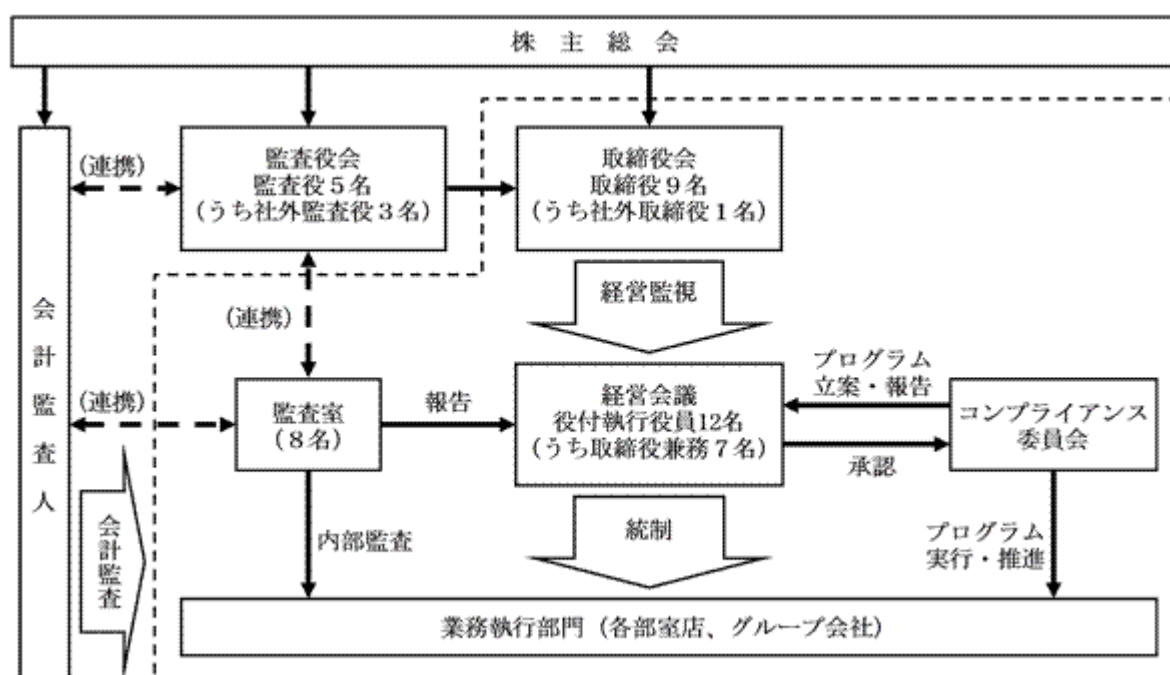 株主総会
(連携)
監査役会
監査役5名
(うち社外監査役3名)
取締役会
取締役9名
(うち社外取締役1名)
会計監査人
(連携)
経営監視
(連携)
監査室
(8名)
報告
経営会議
役付執行役員12名
(うち取締役兼務7名)
プログラム
立案・報告
承認
コンプライアンス
委員会
会計監査
内部監査
統制
プログラム
実行・推進
業務執行部門(各部室店、グループ会社)